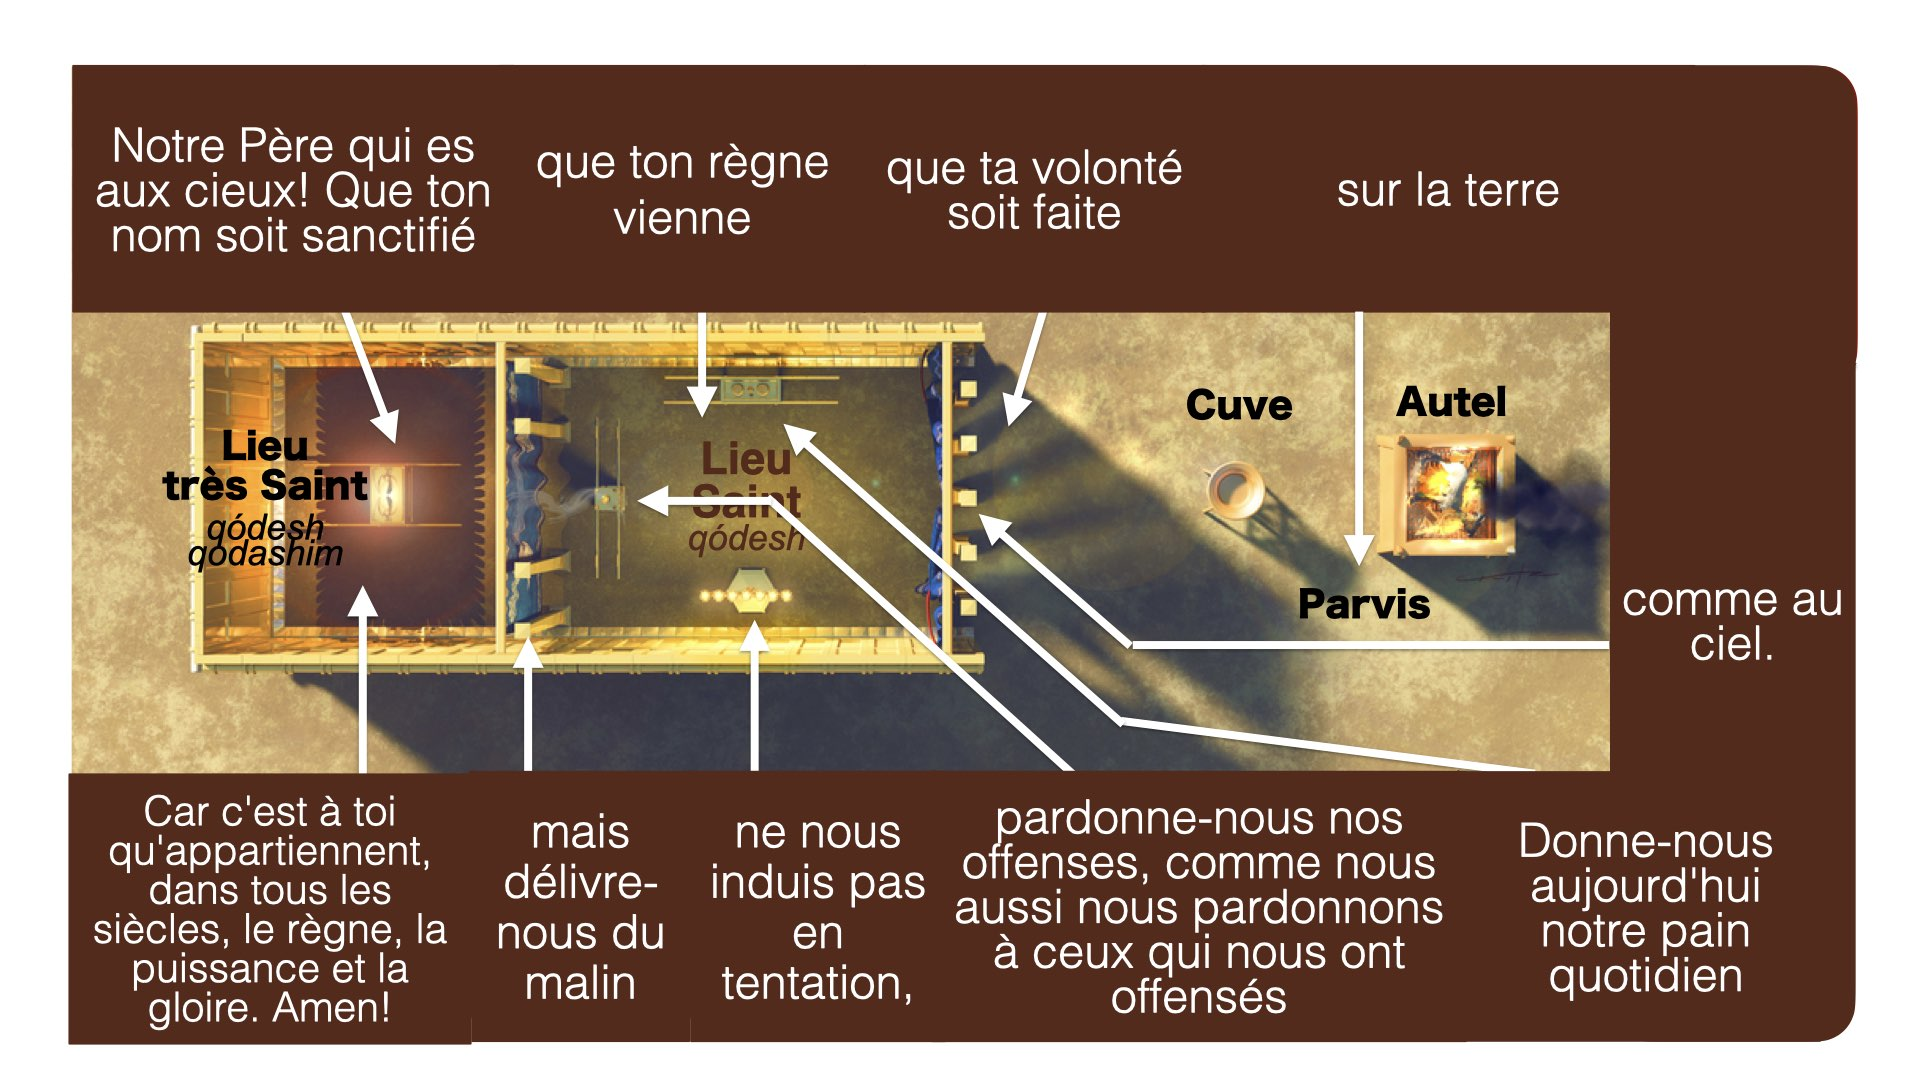 Notre Père qui es
aux cieux! Que ton
nom soit sanctifié
que ton règne
vienne
que ta volonté
soit faite
sur la terre
Lieu
très Saint
qódesh
qodashim
Lieu
Saint
qódesh
Cuve
Autel
Parvis
comme au
ciel.
Car c'est à toi
qu'appartiennent,
dans tous les
siècles, le règne, la
puissance et la
gloire. Amen!
mais
délivre-
nous du
malin
ne nous
induis pas
en
tentation,
pardonne-nous nos
offenses, comme nous
aussi nous pardonnons
à ceux qui nous ont
offensés
Donne-nous
aujourd'hui
notre pain
quotidien